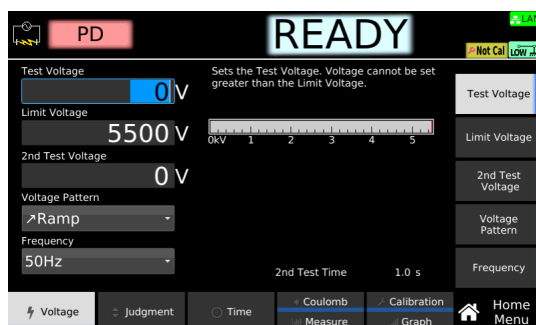 PD
READY
LAN
Not Cal
LOW
Test Voltage
0 V
Limit Voltage
5500 V
2nd Test Voltage
0 V
Voltage Pattern
↗Ramp
Frequency
50Hz
Sets the Test Voltage. Voltage cannot be set
greater than the Limit Voltage.
0kV 1 2 3 4 5
2nd Test Time 1.0 s
Test Voltage
Limit Voltage
2nd Test
Voltage
Voltage
Pattern
Frequency
Voltage
Judgment
Time
Coulomb
Measure
Calibration
Graph
Home
Menu